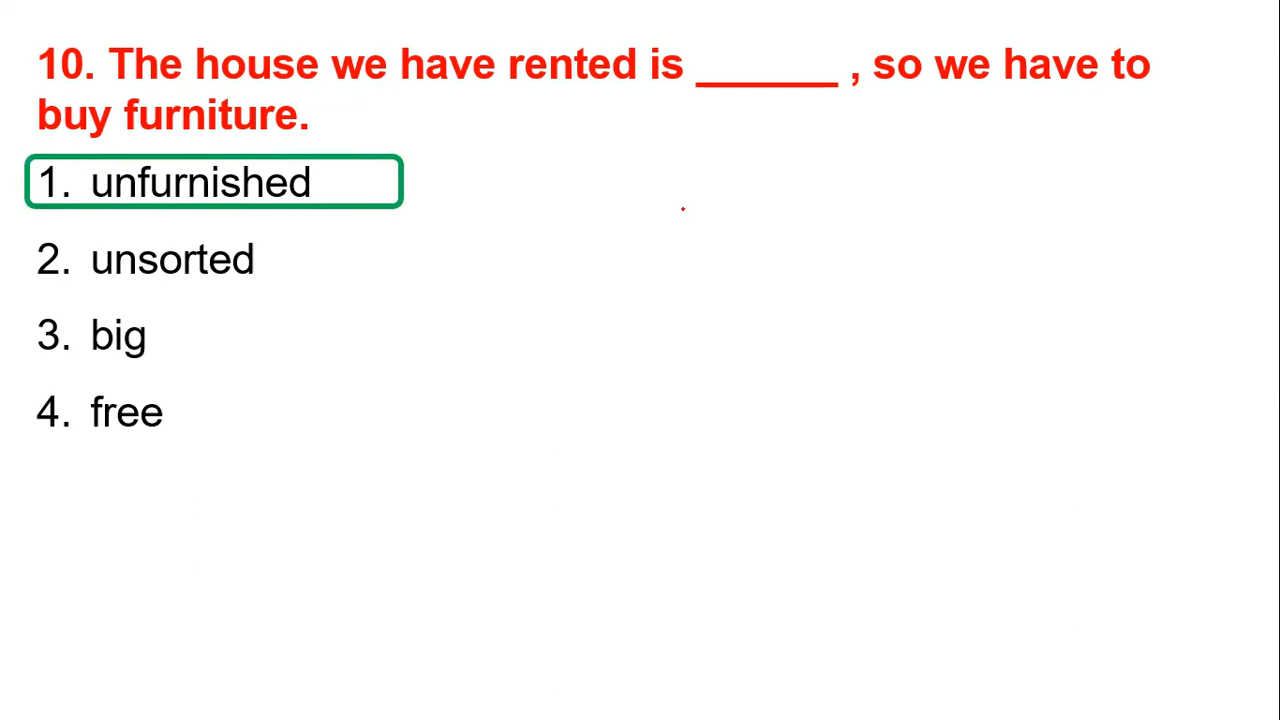 10. The house we have rented is ______ , so we have to
buy furniture.
1. unfurnished
2. unsorted
3. big
4. free